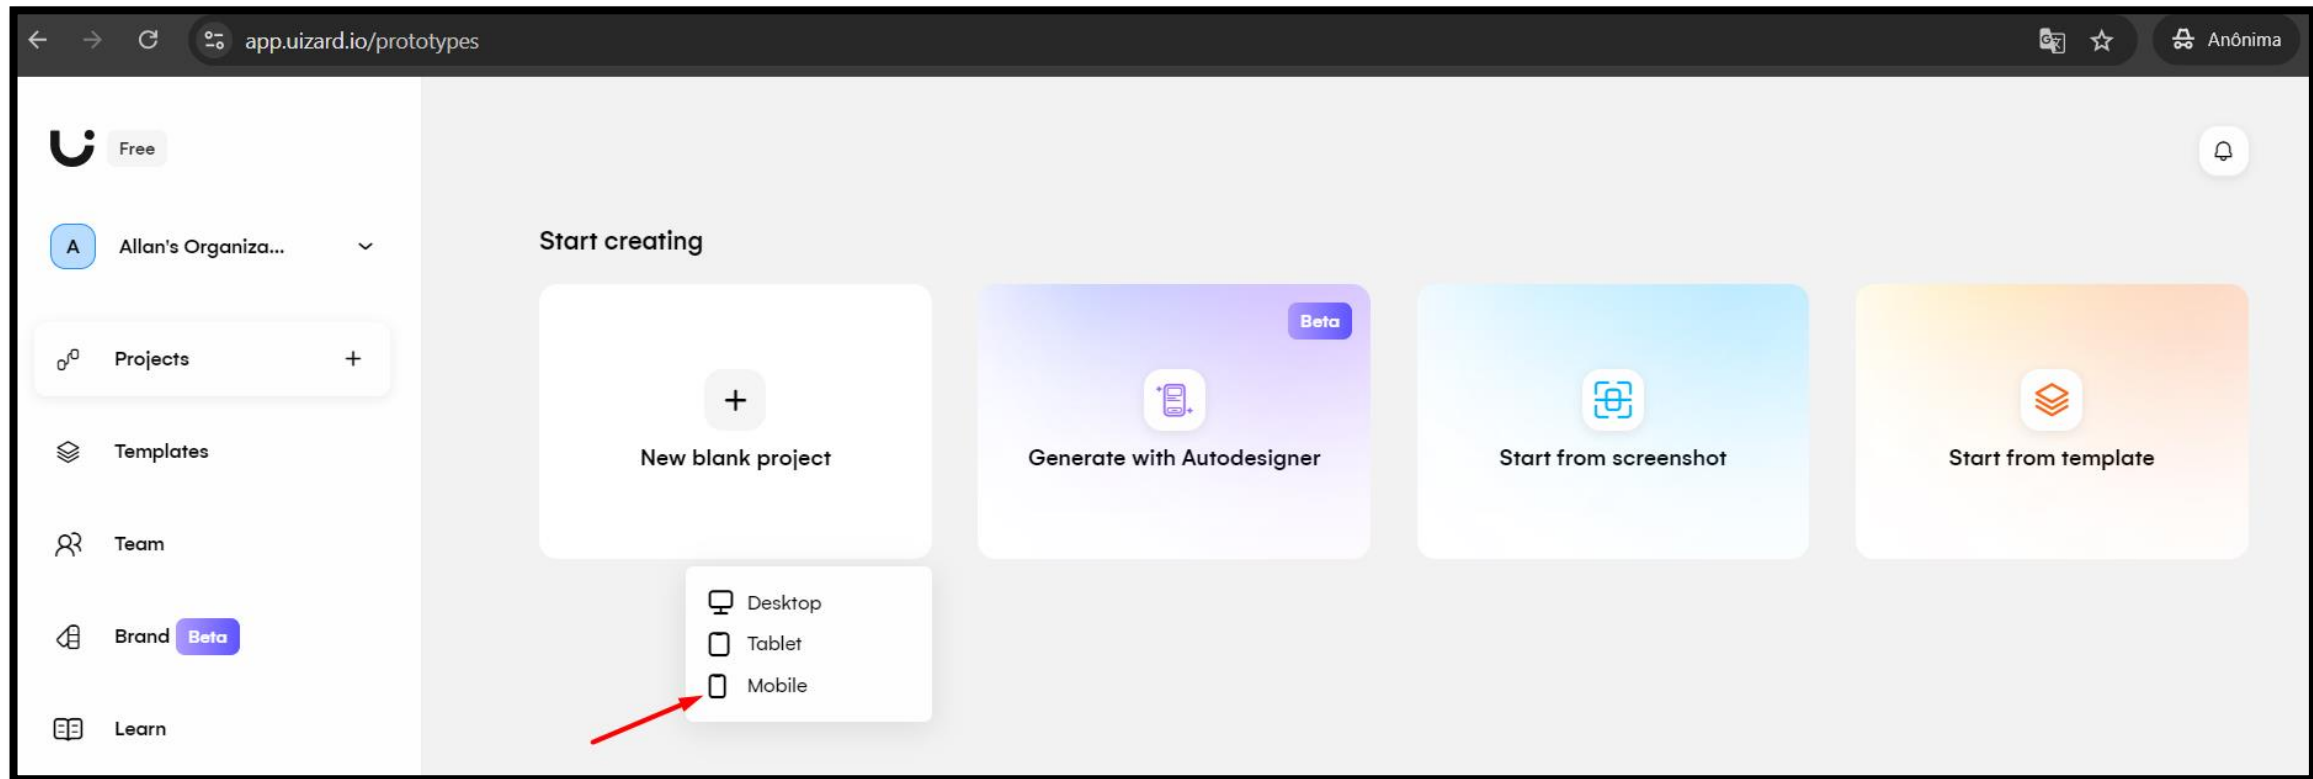 app.uizard.io/prototypes
Anônima
Free
A Allan's Organiza...
Projects
Templates
Team
Brand Beta
Learn
Start creating
New blank project
Beta
Generate with Autodesigner
Start from screenshot
Start from template
Desktop
Tablet
Mobile